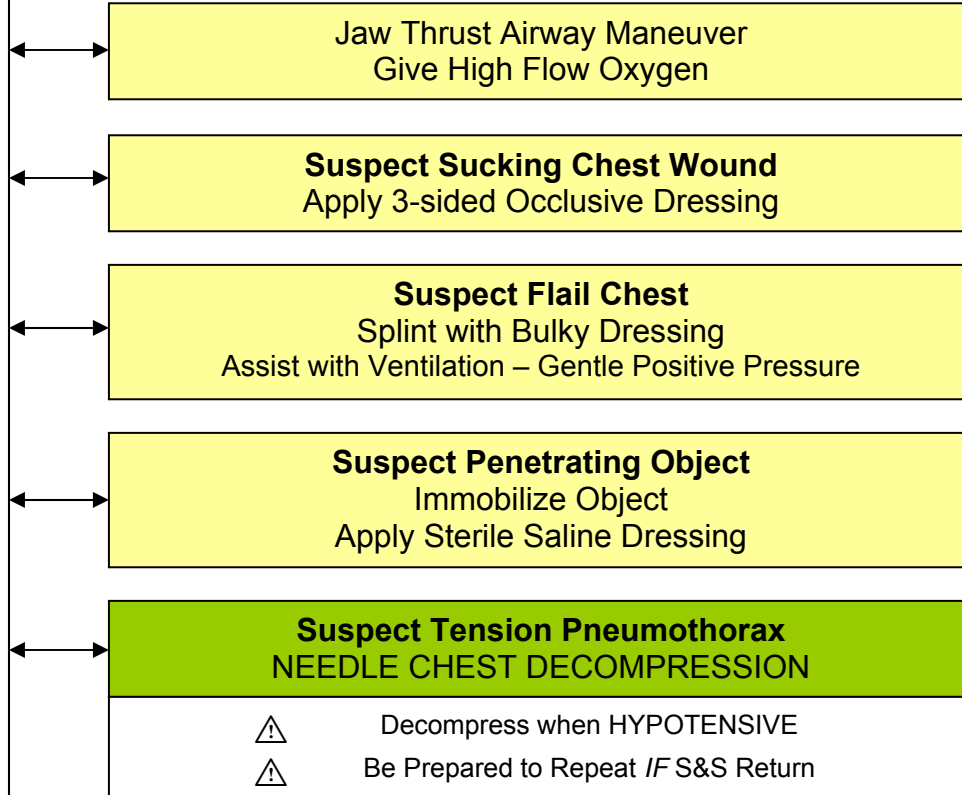 Jaw Thrust Airway Maneuver
Give High Flow Oxygen
Suspect Sucking Chest Wound
Apply 3-sided Occlusive Dressing
Suspect Flail Chest
Splint with Bulky Dressing
Assist with Ventilation – Gentle Positive Pressure
Suspect Penetrating Object
Immobilize Object
Apply Sterile Saline Dressing
Suspect Tension Pneumothorax
NEEDLE CHEST DECOMPRESSION
⚠ Decompress when HYPOTENSIVE
⚠ Be Prepared to Repeat IF S&S Return